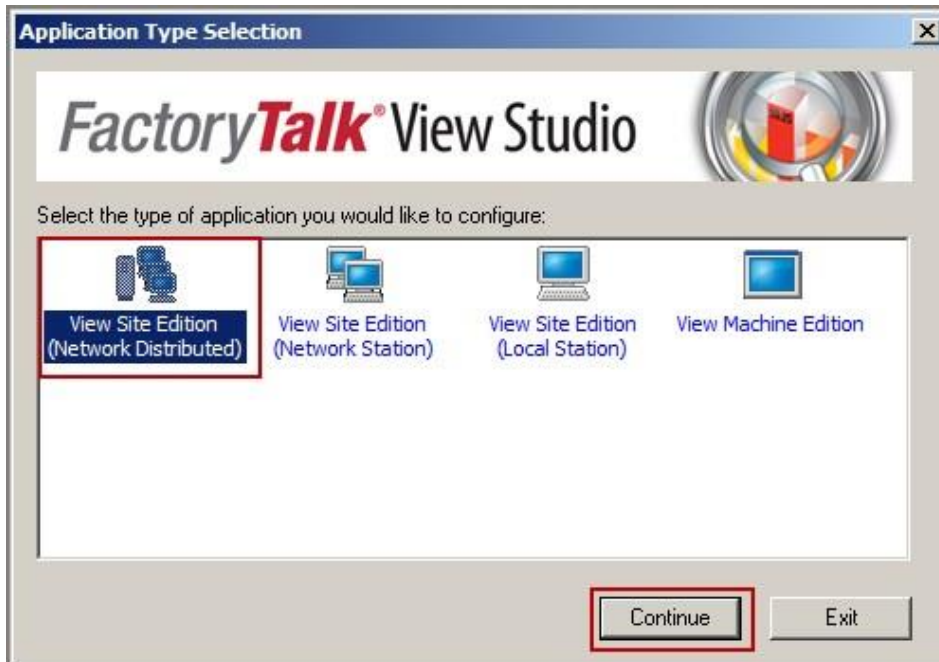 Application Type Selection
FactoryTalk® View Studio
Select the type of application you would like to configure:
View Site Edition
(Network Distributed)
View Site Edition
(Network Station)
View Site Edition
(Local Station)
View Machine Edition
Continue
Exit